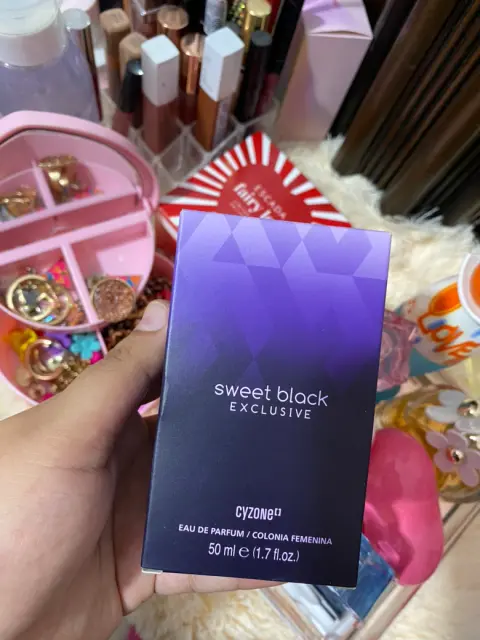 ESCADA
fairy
sweet black
EXCLUSIVE
cyzone
EAU DE PARFUM / COLONIA FEMENINA
50 ml e (1.7 fl.oz.)
LOVE